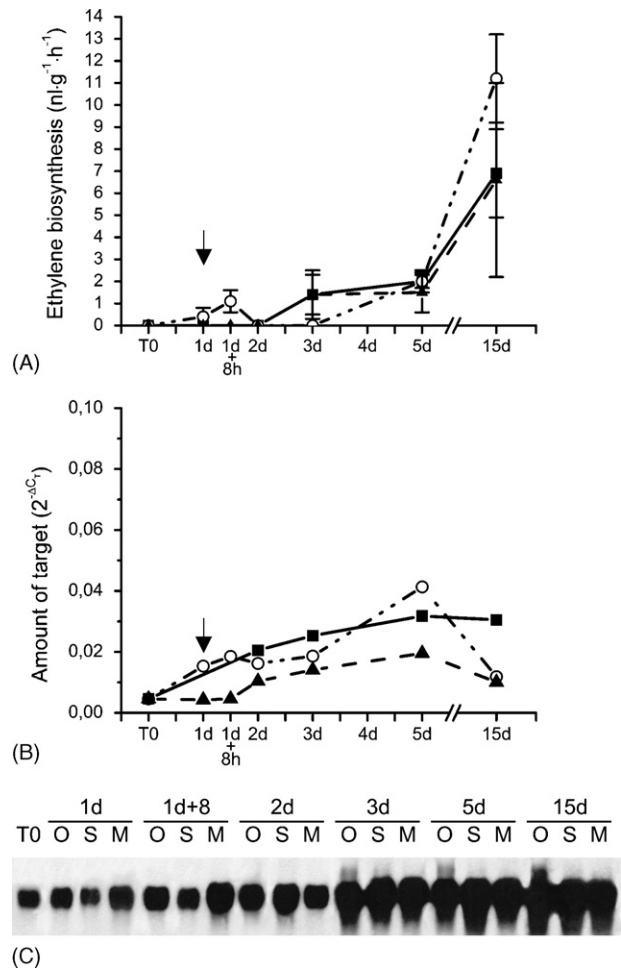 14
13
12
11
10
9
8
7
6
5
4
3
2
1
0
Ethylene biosynthesis (nl·g⁻¹·h⁻¹)
T0 1d 1d 2d 3d 4d 5d 15d
+
8h
(A)
0,10
0,08
0,06
0,04
0,02
0,00
Amount of target (2^-ΔC_T)
T0 1d 1d 2d 3d 4d 5d 15d
+
8h
(B)
1d 1d+8 2d 3d 5d 15d
T0 O S M O S M O S M O S M O S M O S M
(C)